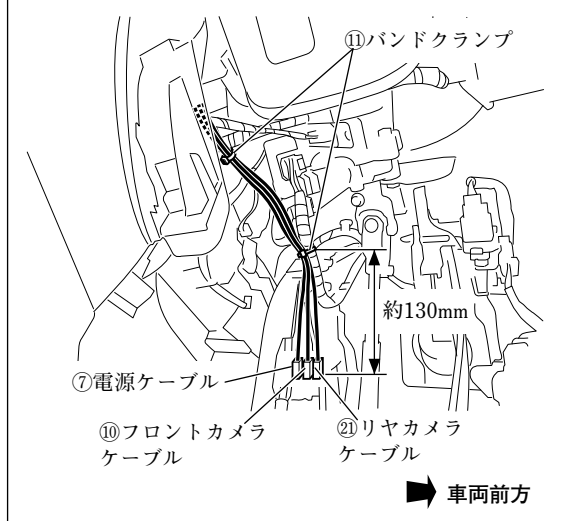 ⑪バンドクランプ
約130mm
⑦電源ケーブル
⑩フロントカメラ
ケーブル
㉑リヤカメラ
ケーブル
車両前方